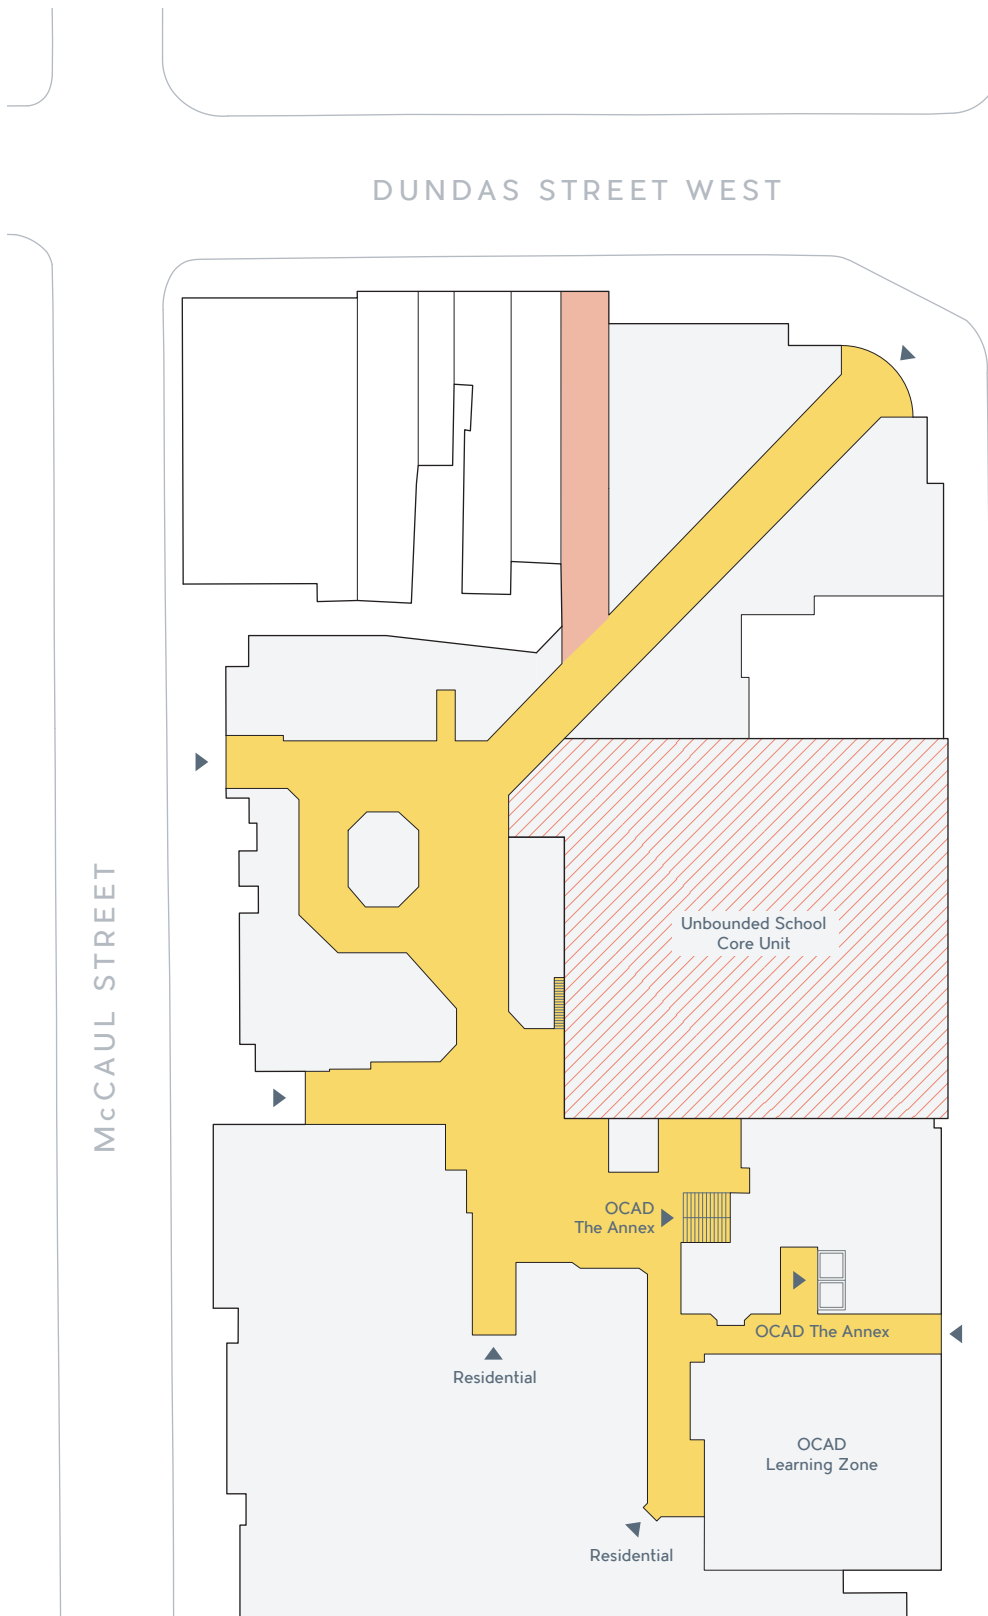 DUNDAS STREET WEST
McCAUL STREET
Unbounded School
Core Unit
OCAD
The Annex
OCAD The Annex
Residential
OCAD
Learning Zone
Residential